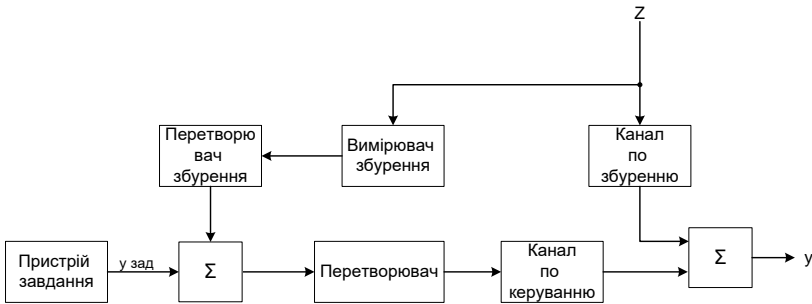 Z
Перетворю
вач
збурення
Вимірювач
збурення
Канал
по
збуренню
Пристрій
завдання
y зад
Σ
Перетворювач
Канал
по
керуванню
Σ
y